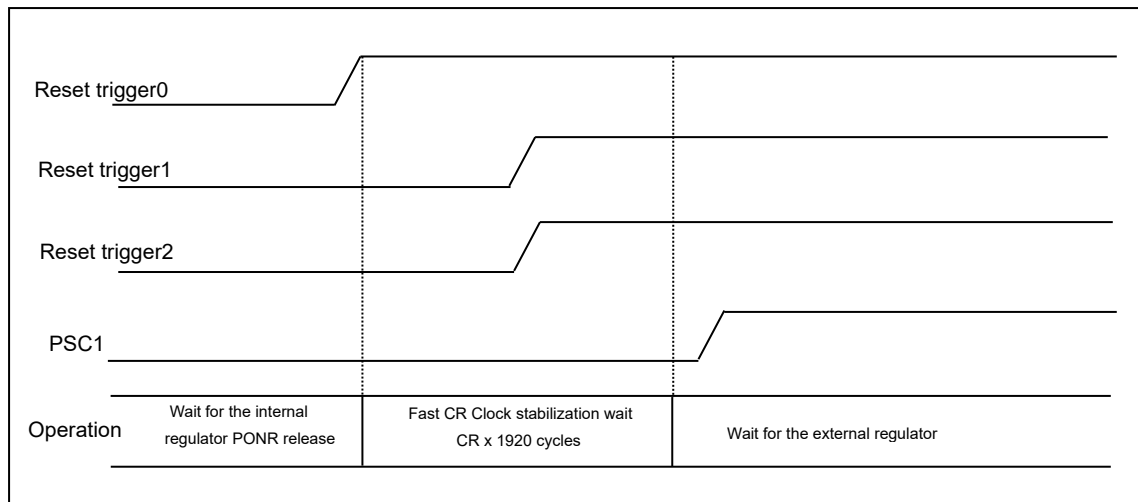 Reset trigger0
Reset trigger1
Reset trigger2
PSC1
Operation
Wait for the internal
regulator PONR release
Fast CR Clock stabilization wait
CR x 1920 cycles
Wait for the external regulator